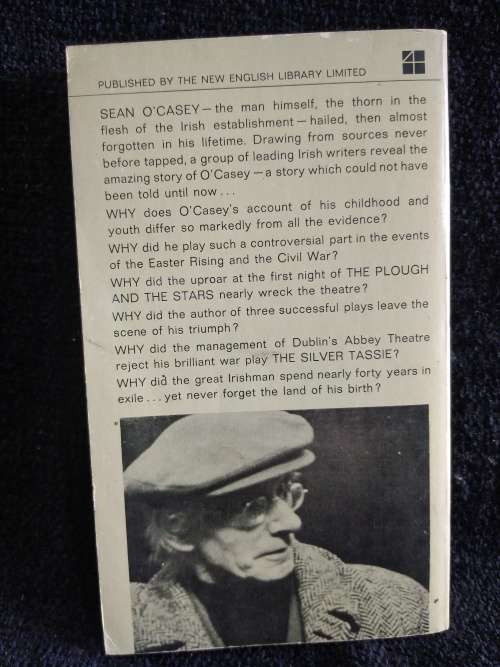 PUBLISHED BY THE NEW ENGLISH LIBRARY LIMITED
SEAN O'CASEY — the man himself, the thorn in the
flesh of the Irish establishment — hailed, then almost
forgotten in his lifetime. Drawing from sources never
before tapped, a group of leading Irish writers reveal the
amazing story of O'Casey — a story which could not have
been told until now...
WHY does O'Casey's account of his childhood and
youth differ so markedly from all the evidence?
WHY did he play such a controversial part in the events
of the Easter Rising and the Civil War?
WHY did the uproar at the first night of THE PLOUGH
AND THE STARS nearly wreck the theatre?
WHY did the author of three successful plays leave the
scene of his triumph?
WHY did the management of Dublin's Abbey Theatre
reject his brilliant war play THE SILVER TASSIE?
WHY did the great Irishman spend nearly forty years in
exile...yet never forget the land of his birth?